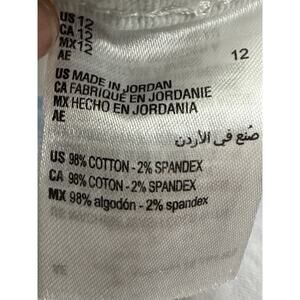 US 12
CA 12
MX 12
AE
12
US MADE IN JORDAN
CA FABRIQUÉ EN JORDANIE
MX HECHO EN JORDANIA
AE
صنع في الأردن
US 98% COTTON - 2% SPANDEX
CA 98% COTON - 2% SPANDEX
MX 98% algodón - 2% spandex